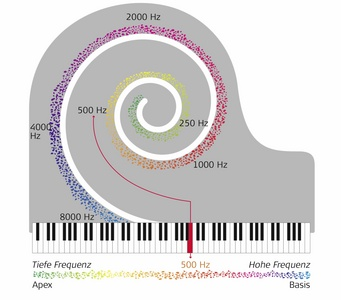 2000 Hz
500 Hz
250 Hz
4000
Hz
1000 Hz
8000 Hz
Tiefe Frequenz
500 Hz
Hohe Frequenz
Apex
Basis